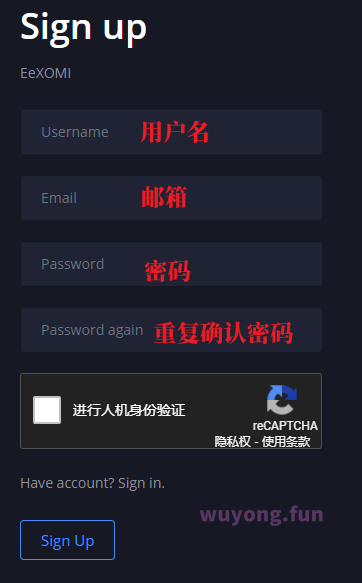 Sign up
EeXOMI
Username 用户名
Email 邮箱
Password 密码
Password again 重复确认密码
进行人机身份验证
reCAPTCHA
隐私权 - 使用条款
Have account? Sign in.
wuyong.fun
Sign Up